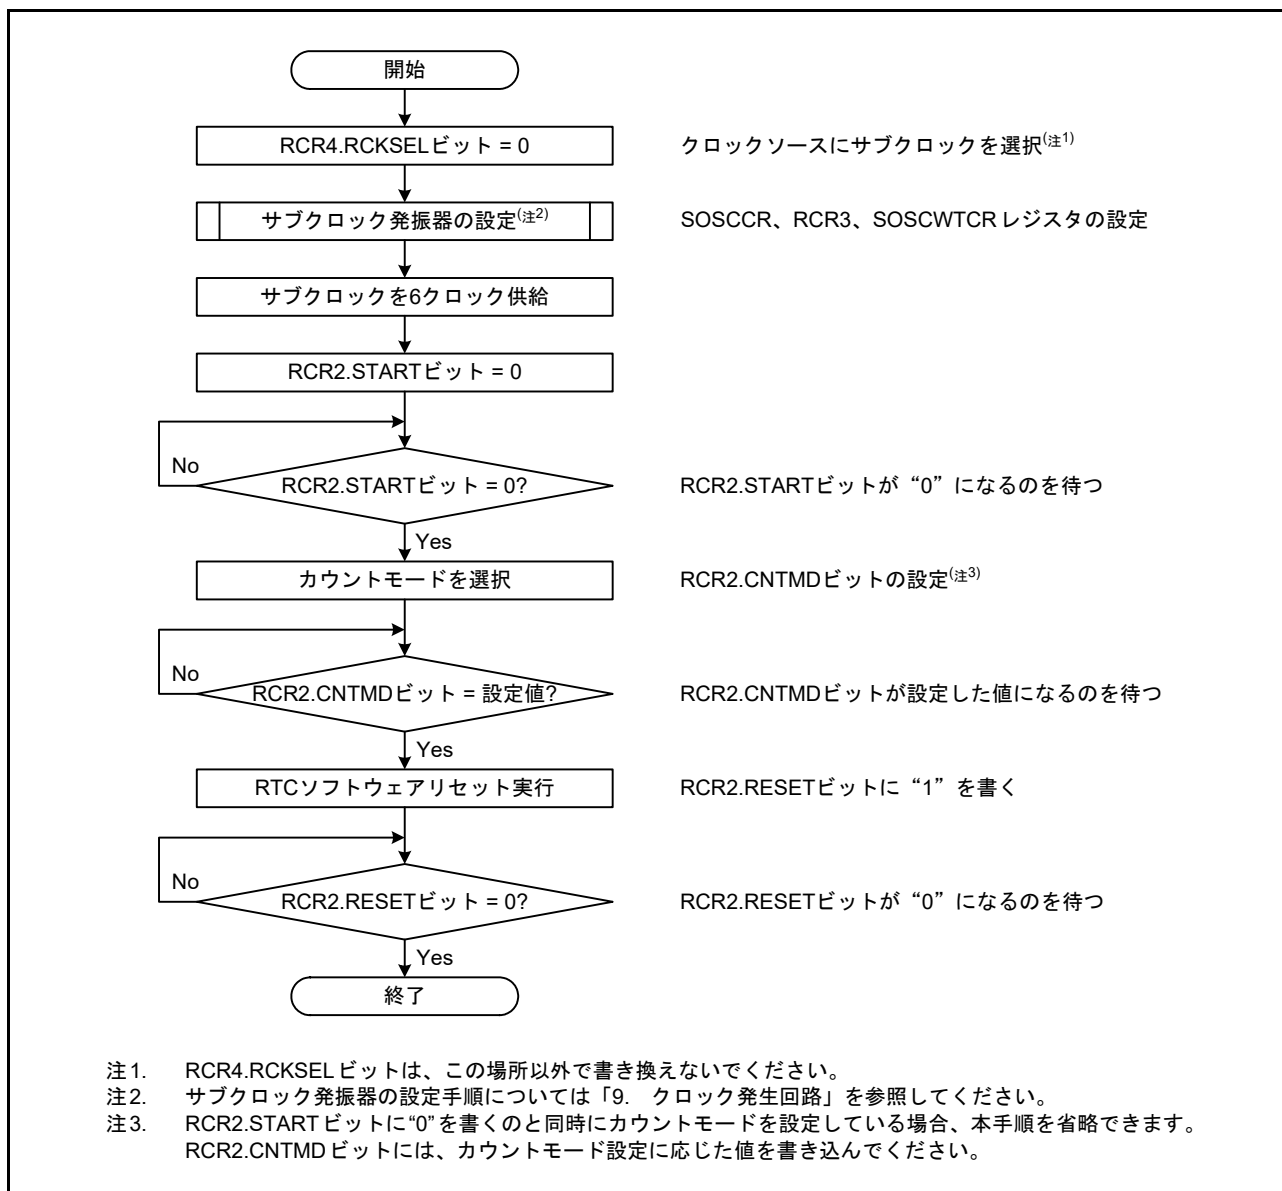 開始
RCR4.RCKSELビット = 0
クロックソースにサブクロックを選択(注1)
サブクロック発振器の設定(注2)
SOSCCR、RCR3、SOSCWTCRレジスタの設定
サブクロックを6クロック供給
RCR2.STARTビット = 0
No
RCR2.STARTビット = 0?
RCR2.STARTビットが“0”になるのを待つ
Yes
カウントモードを選択
RCR2.CNTMDビットの設定(注3)
No
RCR2.CNTMDビット = 設定値?
RCR2.CNTMDビットが設定した値になるのを待つ
Yes
RTCソフトウェアリセット実行
RCR2.RESETビットに“1”を書く
No
RCR2.RESETビット = 0?
RCR2.RESETビットが“0”になるのを待つ
Yes
終了
注1. RCR4.RCKSELビットは、この場所以外で書き換えないでください。
注2. サブクロック発振器の設定手順については「9. クロック発生回路」を参照してください。
注3. RCR2.STARTビットに“0”を書くのと同時にカウントモードを設定している場合、本手順を省略できます。
RCR2.CNTMDビットには、カウントモード設定に応じた値を書き込んでください。